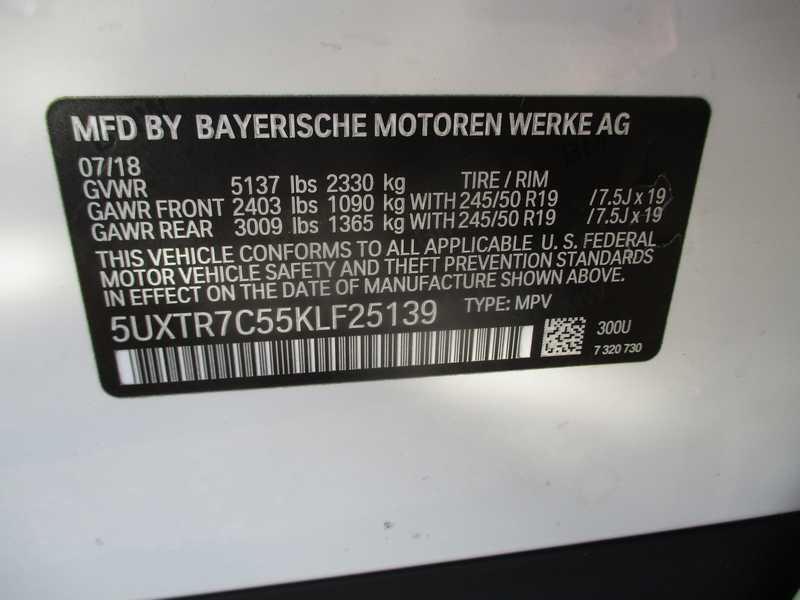 MFD BY BAYERISCHE MOTOREN WERKE AG
07/18 TIRE / RIM
GVWR 5137 lbs 2330 kg
GAWR FRONT 2403 lbs 1090 kg WITH 245/50 R19 /7.5J x 19
GAWR REAR 3009 lbs 1365 kg WITH 245/50 R19 /7.5J x 19
THIS VEHICLE CONFORMS TO ALL APPLICABLE U. S. FEDERAL
MOTOR VEHICLE SAFETY AND THEFT PREVENTION STANDARDS
IN EFFECT ON THE DATE OF MANUFACTURE SHOWN ABOVE.
5UXTR7C55KLF25139 TYPE: MPV
300U
7 320 730